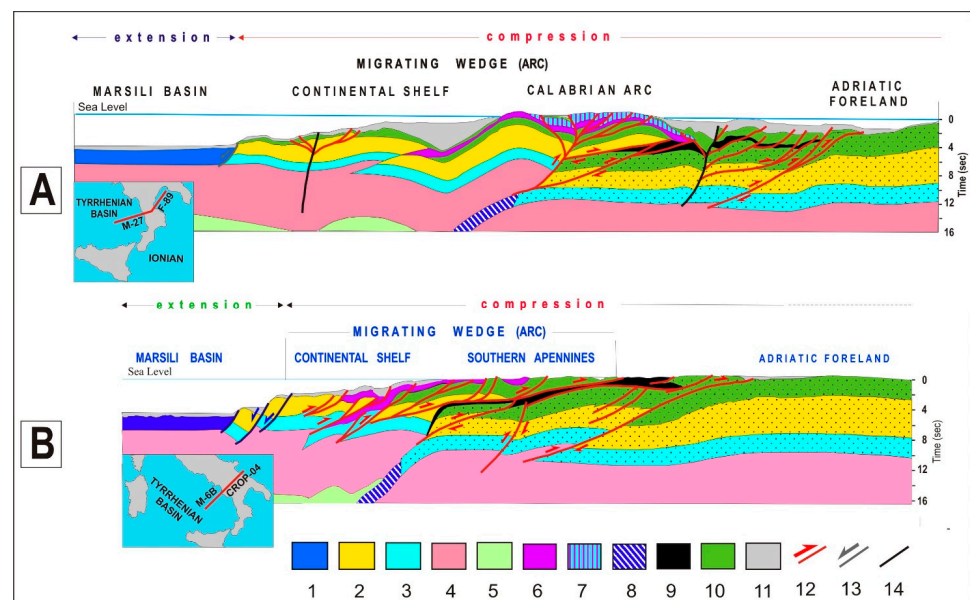 extension compression
MIGRATING WEDGE (ARC)
MARSILI BASIN CONTINENTAL SHELF CALABRIAN ARC ADRIATIC FORELAND
Sea Level
A
0
4
8
12
16
Time (sec)
TYRRHENIAN BASIN
M-27
F-89
IONIAN
extension compression
MIGRATING WEDGE (ARC)
MARSILI BASIN CONTINENTAL SHELF SOUTHERN APENNINES ADRIATIC FORELAND
Sea Level
B
0
4
8
12
16
Time (sec)
TYRRHENIAN BASIN
M-6B
CROP-04
1 2 3 4 5 6 7 8 9 10 11 12 13 14